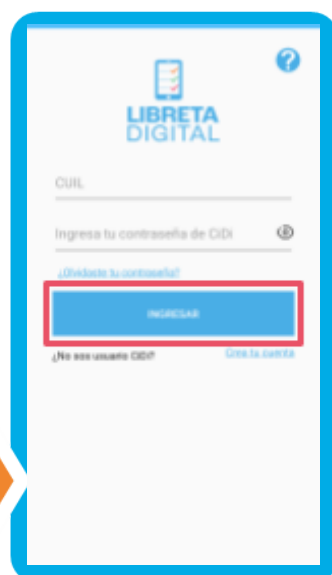 ?
LIBRETA
DIGITAL
CUIL
Ingresa tu contraseña de CiDi
¿Olvidaste tu contraseña?
INGRESAR
¿No sos usuario CiDi? Crea tu cuenta